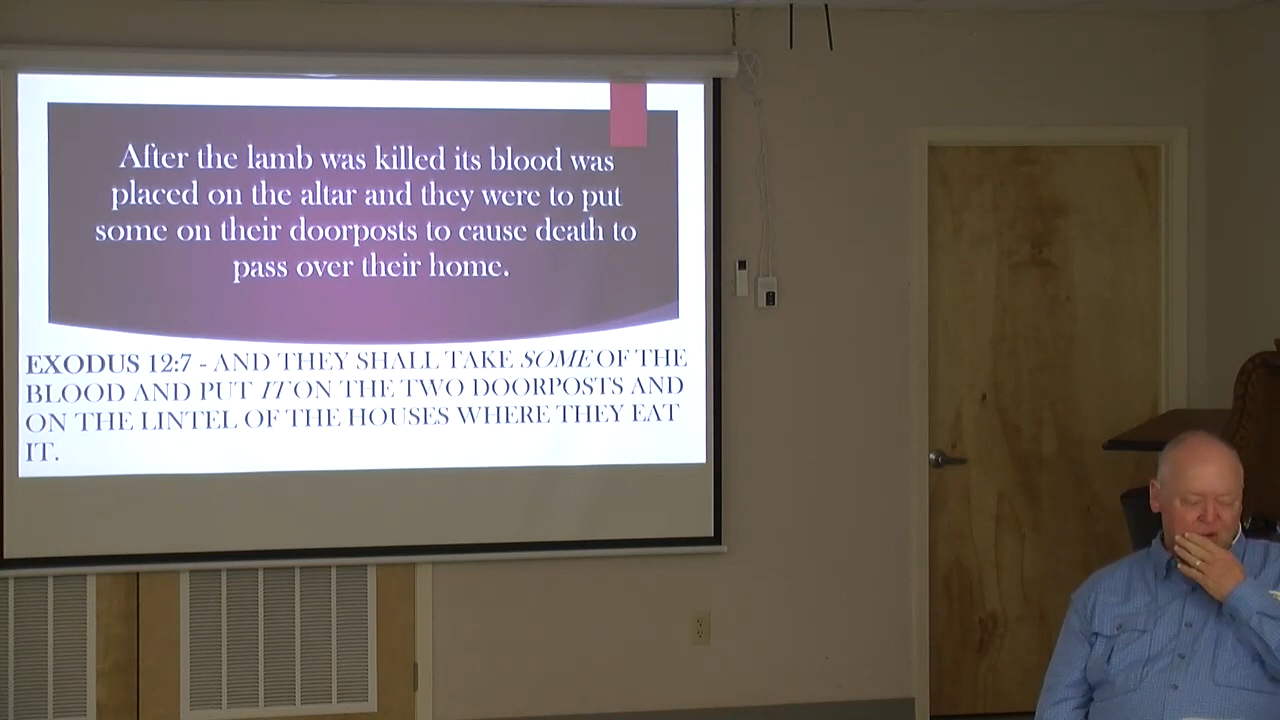 After the lamb was killed its blood was
placed on the altar and they were to put
some on their doorposts to cause death to
pass over their home.
EXODUS 12:7 - AND THEY SHALL TAKE SOME OF THE
BLOOD AND PUT IT ON THE TWO DOORPOSTS AND
ON THE LINTEL OF THE HOUSES WHERE THEY EAT
IT.